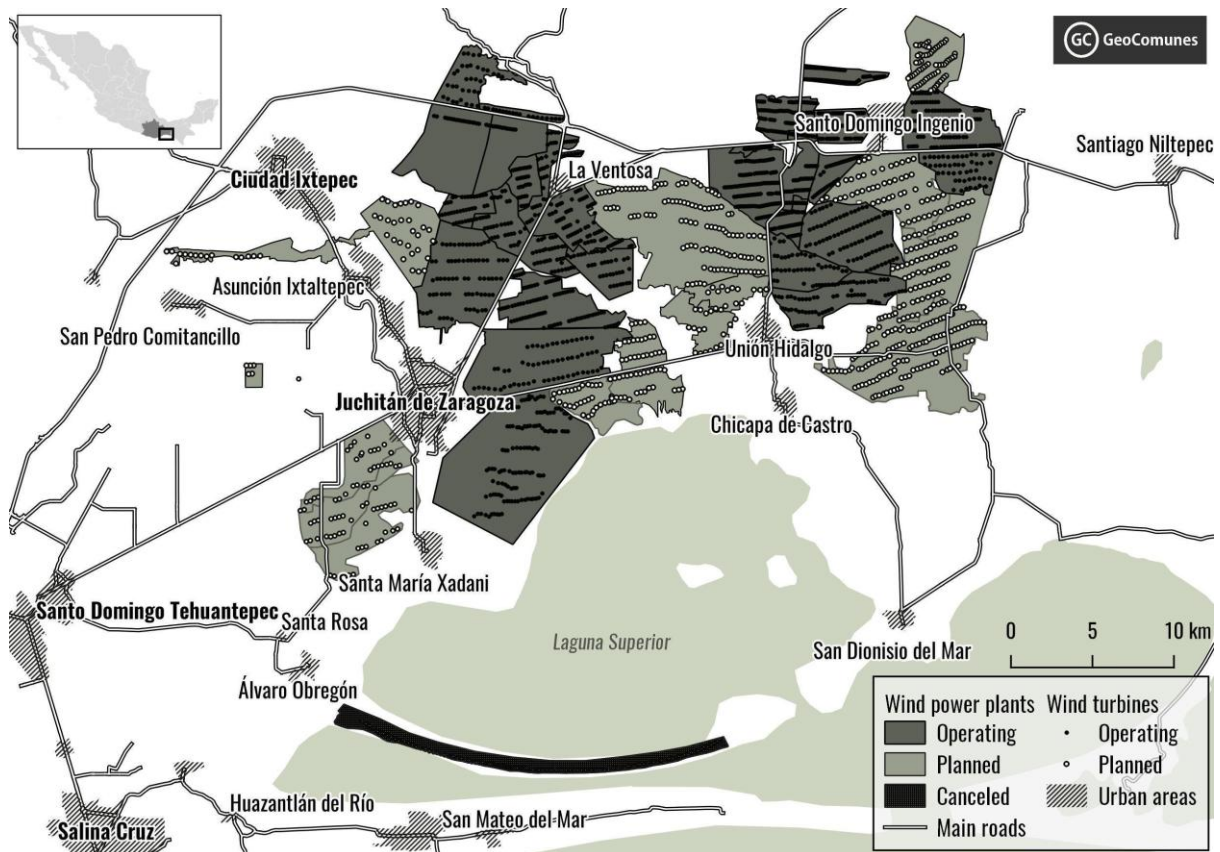 GC GeoComunes
Santo Domingo Ingenio
Santiago Niltepec
La Ventosa
Ciudad Ixtepec
Asunción Ixtaltepec
San Pedro Comitancillo
Unión Hidalgo
Juchitán de Zaragoza
Chicapa de Castro
Santa María Xadani
Santo Domingo Tehuantepec
Santa Rosa
Laguna Superior
San Dionisio del Mar
0 5 10 km
Álvaro Obregón
Wind power plants
Operating
Planned
Canceled
Wind turbines
Operating
Planned
Urban areas
Main roads
Huazantlán del Río
San Mateo del Mar
Salina Cruz